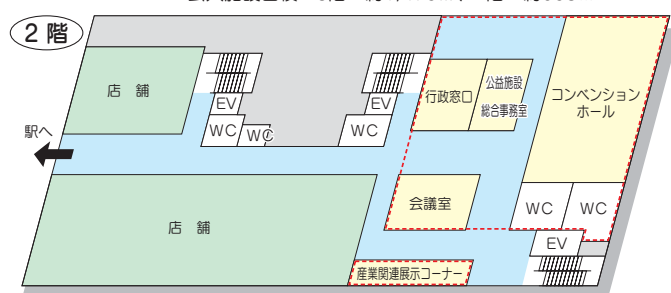 2階
店舗
EV
WC
WC
EV
WC
行政窓口
公益施設
総合事務室
コンベンション
ホール
駅へ
会議室
WC
WC
店舗
EV
産業関連展示コーナー